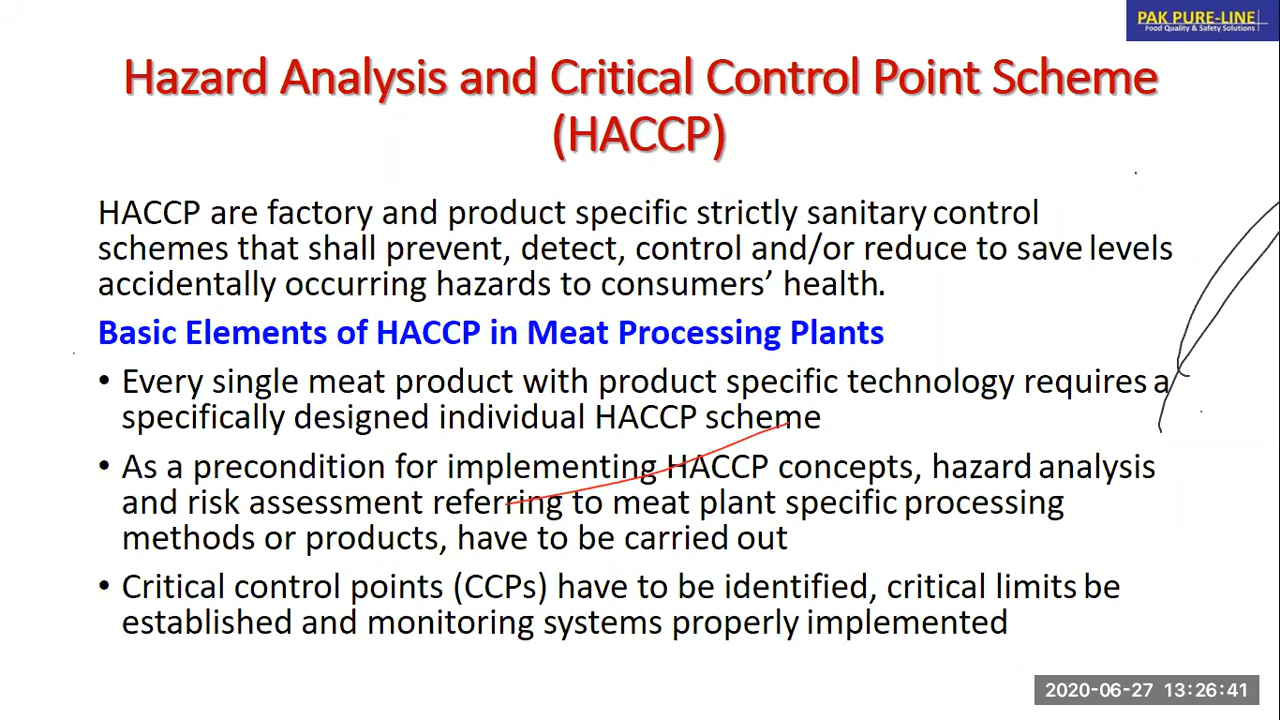 PAK PURE-LINE
Food Quality & Safety Solutions
Hazard Analysis and Critical Control Point Scheme
(HACCP)
HACCP are factory and product specific strictly sanitary control
schemes that shall prevent, detect, control and/or reduce to save levels
accidentally occurring hazards to consumers’ health.
Basic Elements of HACCP in Meat Processing Plants
• Every single meat product with product specific technology requires a
specifically designed individual HACCP scheme
• As a precondition for implementing HACCP concepts, hazard analysis
and risk assessment referring to meat plant specific processing
methods or products, have to be carried out
• Critical control points (CCPs) have to be identified, critical limits be
established and monitoring systems properly implemented
2020-06-27 13:26:41